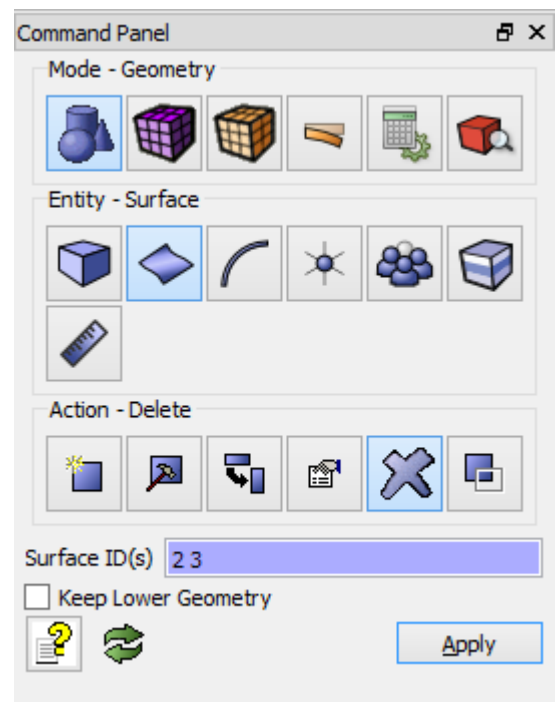 Command Panel
Mode - Geometry
Entity - Surface
Action - Delete
Surface ID(s) 2 3
Keep Lower Geometry
Apply